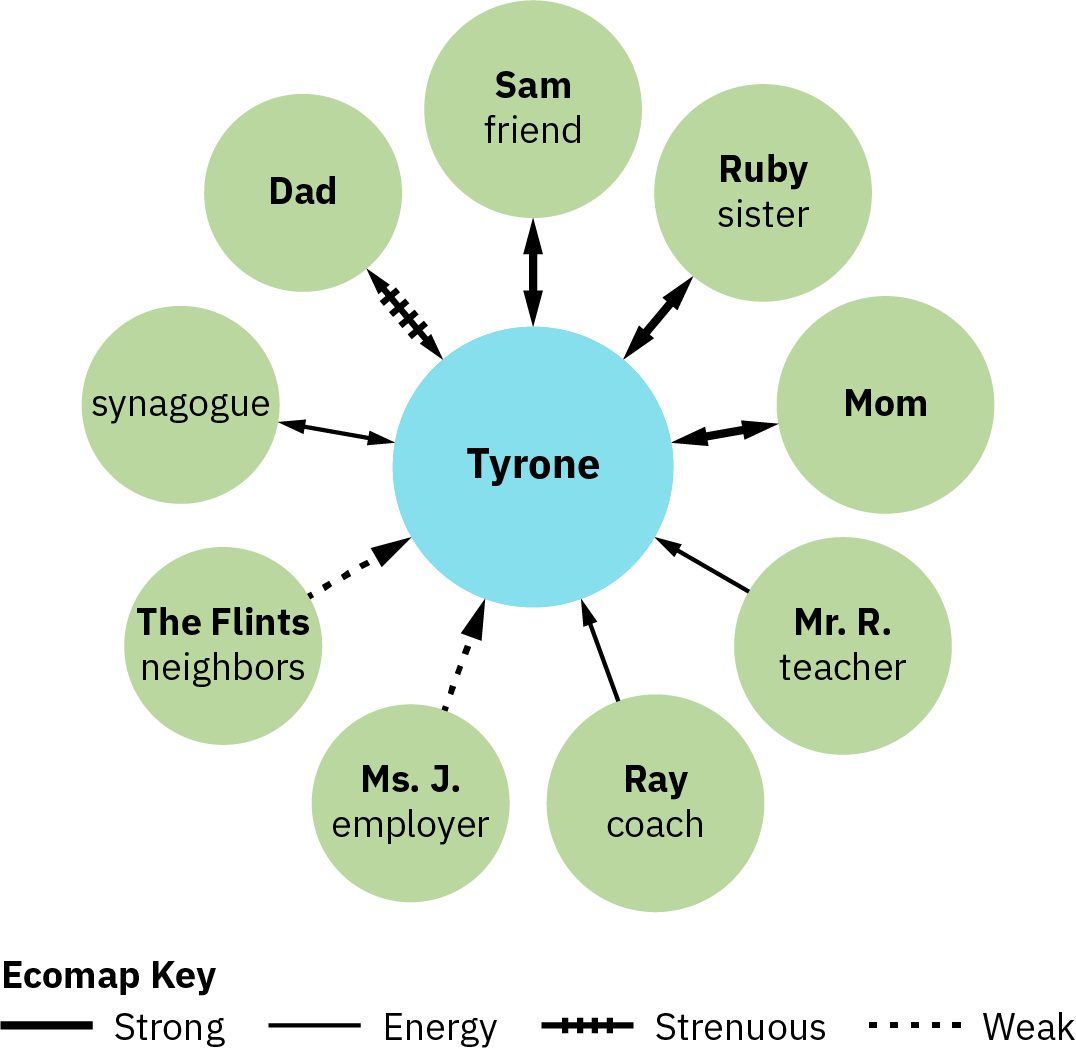 Sam
friend
Ruby
sister
Dad
Mom
synagogue
Tyrone
The Flints
neighbors
Mr. R.
teacher
Ms. J.
employer
Ray
coach
Ecomap Key
Strong Energy Strenuous Weak